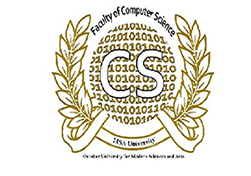 Faculty of Computer Science
CS
MSA University
October University for Modern Sciences and Arts